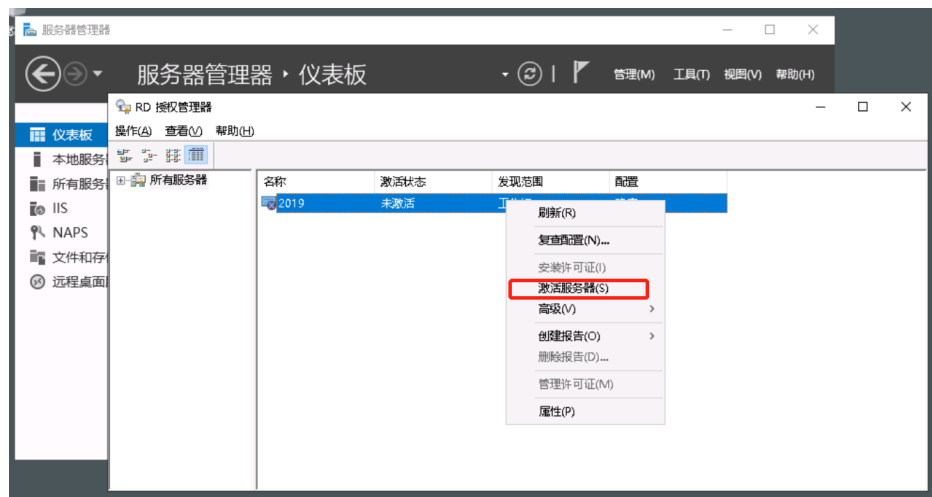 服务器管理器
服务器管理器 · 仪表板
管理(M) 工具(T) 视图(V) 帮助(H)
RD 授权管理器
操作(A) 查看(V) 帮助(H)
仪表板
本地服务
所有服务
IIS
NAPS
文件和存
远程桌面
所有服务器
名称 激活状态 发现范围 配置
2019 未激活
刷新(R)
复查配置(N)...
安装许可证(I)
激活服务器(S)
高级(V)
创建报告(O)
删除报告(D)...
管理许可证(M)
属性(P)